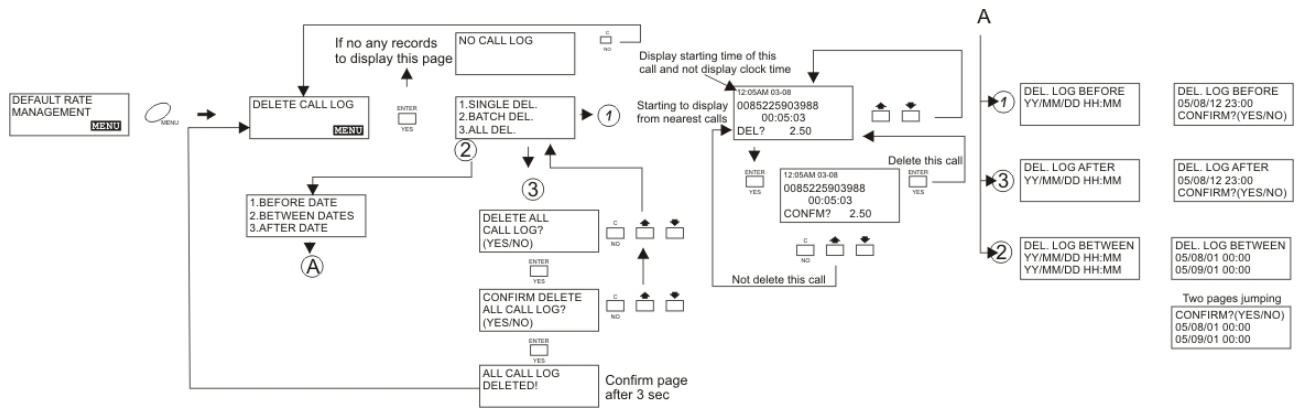 DEFAULT RATE
MANAGEMENT
MENU
MENU
DELETE CALL LOG
MENU
If no any records
to display this page
NO CALL LOG
C
NO
ENTER
YES
1.SINGLE DEL.
2.BATCH DEL.
3.ALL DEL.
1
2
3
1.BEFORE DATE
2.BETWEEN DATES
3.AFTER DATE
A
DELETE ALL
CALL LOG?
(YES/NO)
C
NO
ENTER
YES
CONFIRM DELETE
ALL CALL LOG?
(YES/NO)
C
NO
ENTER
YES
ALL CALL LOG
DELETED!
Confirm page
after 3 sec
Display starting time of this
call and not display clock time
Starting to display
from nearest calls
12:05AM 03-08
0085225903988
00:05:03
DEL? 2.50
ENTER
YES
12:05AM 03-08
0085225903988
00:05:03
CONFM? 2.50
Delete this call
ENTER
YES
C
NO
Not delete this call
A
1
DEL. LOG BEFORE
YY/MM/DD HH:MM
DEL. LOG BEFORE
05/08/12 23:00
CONFIRM?(YES/NO)
3
DEL. LOG AFTER
YY/MM/DD HH:MM
DEL. LOG AFTER
05/08/12 23:00
CONFIRM?(YES/NO)
2
DEL. LOG BETWEEN
YY/MM/DD HH:MM
YY/MM/DD HH:MM
DEL. LOG BETWEEN
05/08/01 00:00
05/09/01 00:00
Two pages jumping
CONFIRM?(YES/NO)
05/08/01 00:00
05/09/01 00:00